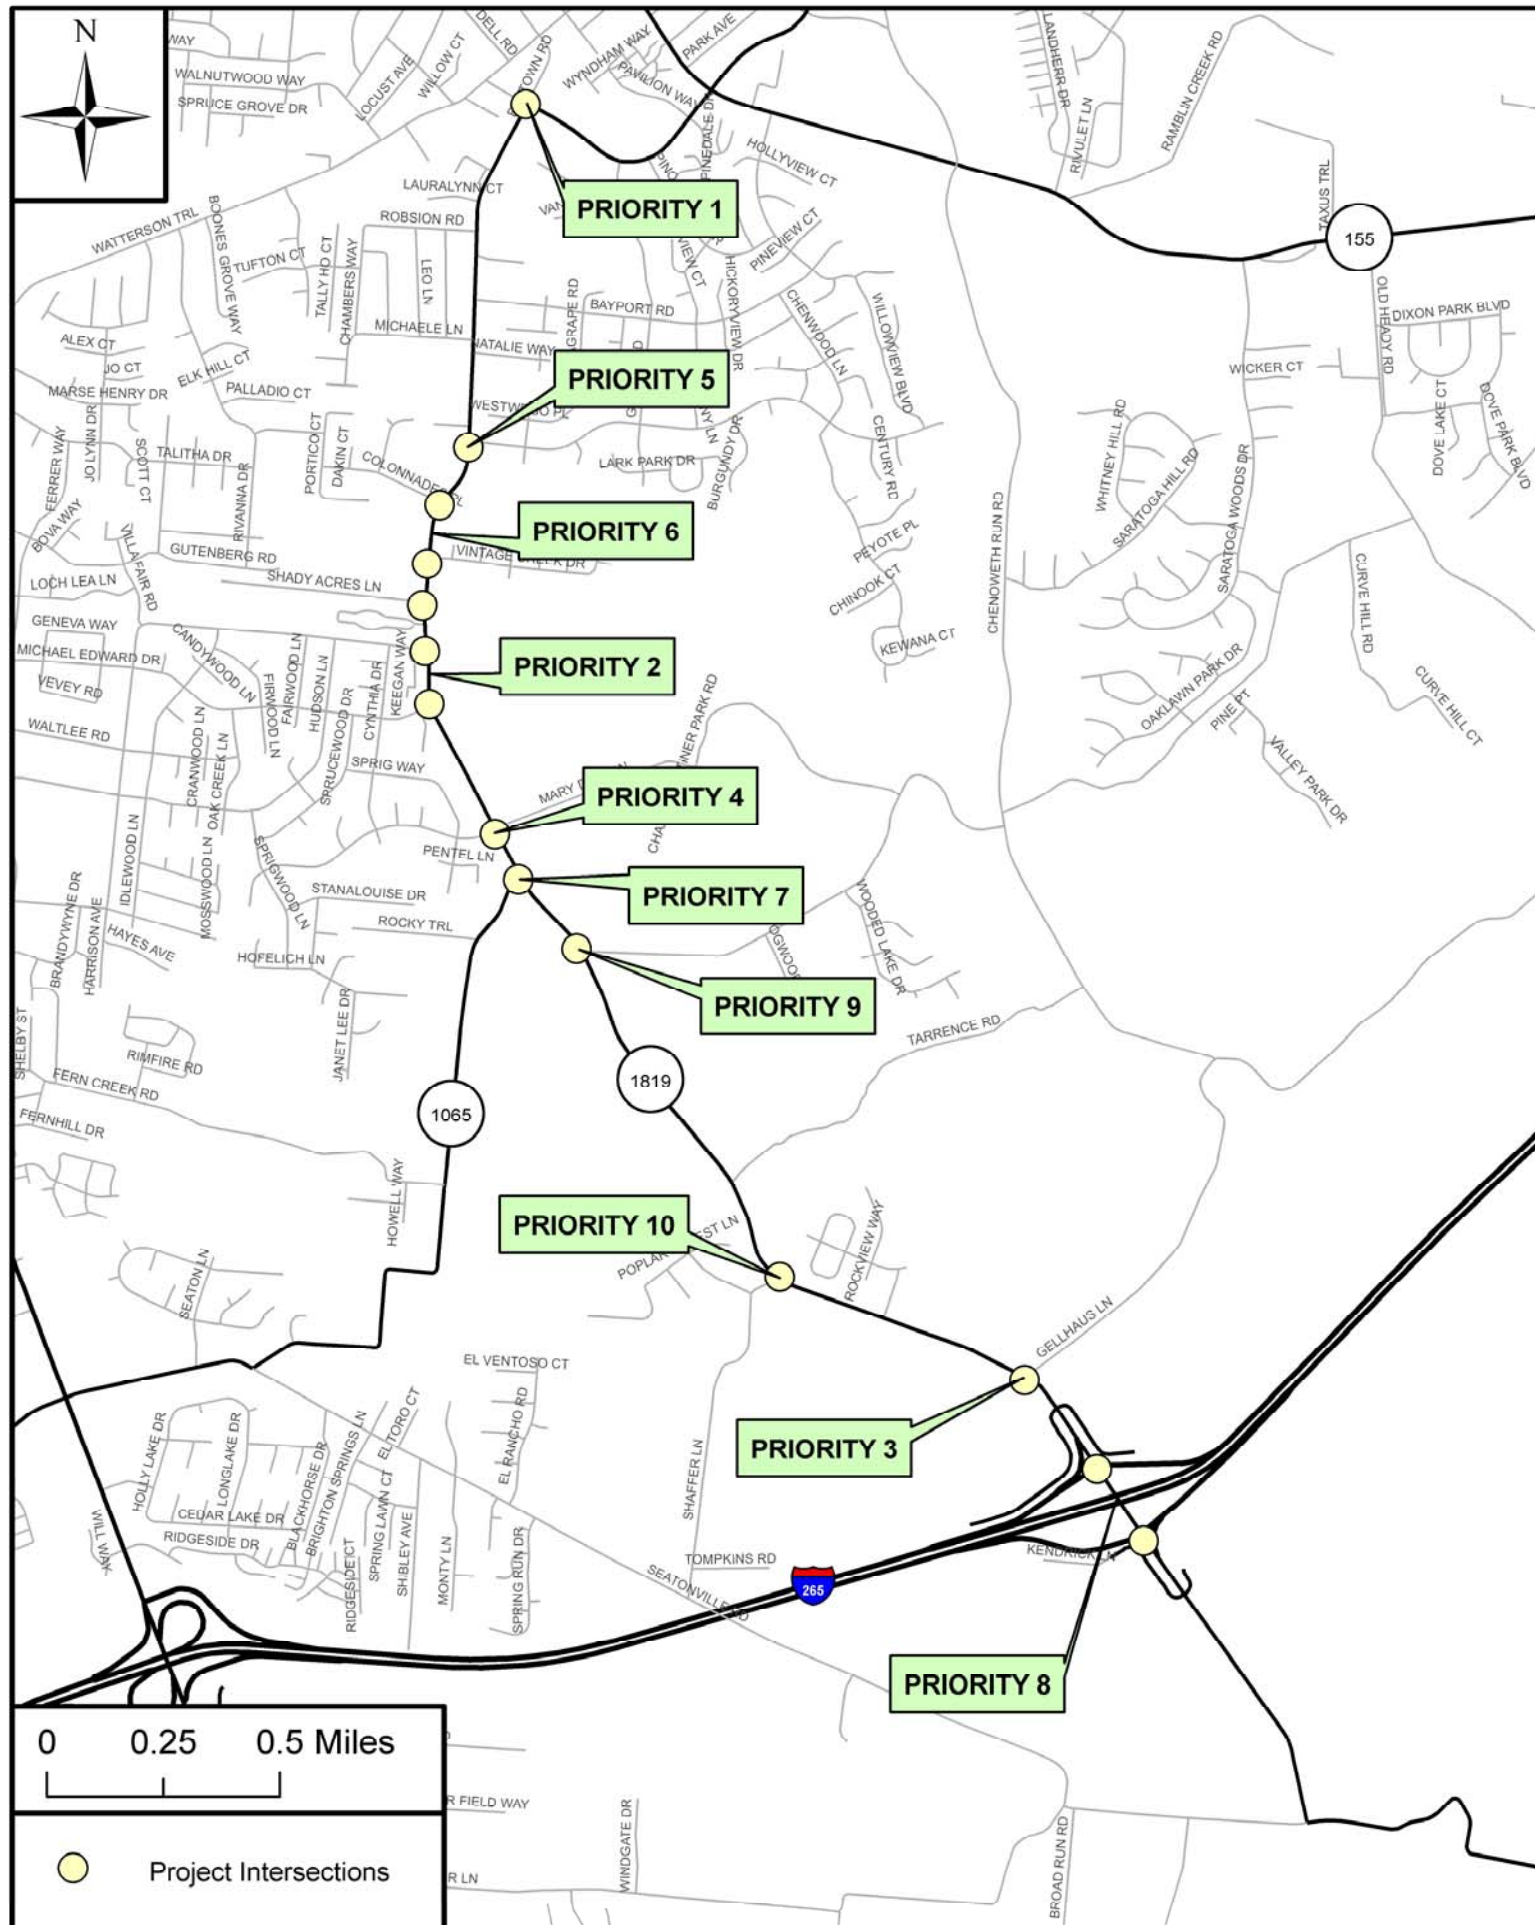 N
WAY
WALNUTWOOD WAY
SPRUCE GROVE DR
LOCUST AVE
WILLOW CT
DELL RD
TOWN RD
WYNDHAM WAY
PARK AVE
PAVILION WAY
PINEDALE DR
HOLLYVIEW CT
LANDHERR DR
RIVULET LN
RAMBLIN CREEK RD
TAXUS TRL
155
LAURALYNN CT
ROBSION RD
PRIORITY 1
WATTERSON TRL
BOONES GROVE WAY
TUFTON CT
TALLY HO CT
CHAMBERS WAY
LEO LN
MICHAELE LN
VIEW CT
PINEVIEW CT
HICKORYVIEW DR
BAYPORT RD
GRAPE RD
NATALIE WAY
CHENWOOD LN
WILLOWVIEW BLVD
OLD HEADY RD
DIXON PARK BLVD
ALEX CT
JO CT
ELK HILL CT
MARSE HENRY DR
PALLADIO CT
PRIORITY 5
WICKER CT
DOVE LAKE CT
DOVE PARK BLVD
JO LYNN DR
FERRER WAY
SCOTT CT
TALITHA DR
RIVANNA DR
PORTICO CT
DAKIN CT
COLONNADES PL
NY LN
BURGUNDY DR
LARK PARK DR
CENTURY RD
WHITNEY HILL RD
SARATOGA HILL RD
SARATOGA WOODS DR
BOVA WAY
VILLA FAIR RD
GUTENBERG RD
PRIORITY 6
PEYOTE PL
CHINOOK CT
CHENOWETH RUN RD
CURVE HILL RD
LOCH LEA LN
SHADY ACRES LN
GENEVA WAY
MICHAEL EDWARD DR
VEVEY RD
CANDYWOOD LN
FIRWOOD LN
FAIRWOOD LN
HUDSON LN
SPRUCEWOOD DR
CYNTHIA DR
KEEGAN WAY
PRIORITY 2
KEWANA CT
OAKLAWN PARK DR
PINE PT
VALLEY PARK DR
CURVE HILL CT
WALTLEE RD
CRANWOOD LN
OAK CREEK LN
SPRIG WAY
PRIORITY 4
IDLEWOOD LN
MOSSWOOD LN
SPRIGWOOD LN
PENTFL LN
PRIORITY 7
WOODED LAKE DR
BRANDYWYNE DR
HARRISON AVE
HAYES AVE
STANALOUISE DR
ROCKY TRL
HOFELICH LN
JANET LEE DR
PRIORITY 9
TARRENCE RD
SHELBY ST
RIMFIRE RD
FERN CREEK RD
FERNHILL DR
1065
1819
HOWELL WAY
SEATON LN
PRIORITY 10
ROCKVIEW WAY
GELLHAUS LN
EL VENTOSO CT
EL RANCHO RD
EL TORO CT
SHAFFER LN
PRIORITY 3
HOLLY LAKE DR
LONGLAKE DR
BLACKHORSE DR
BRIGHTON SPRINGS LN
CEDAR LAKE DR
RIDGESIDE DR
WILL WAY
RIDGESIDE CT
SPRING LAWN CT
SHIBLEY AVE
MONTY LN
SPRING RUN DR
TOMPKINS RD
SEATONVILLE RD
265
KENDRICK LN
PRIORITY 8
0 0.25 0.5 Miles
R FIELD WAY
R LN
WINDGATE DR
BROAD RUN RD
Project Intersections